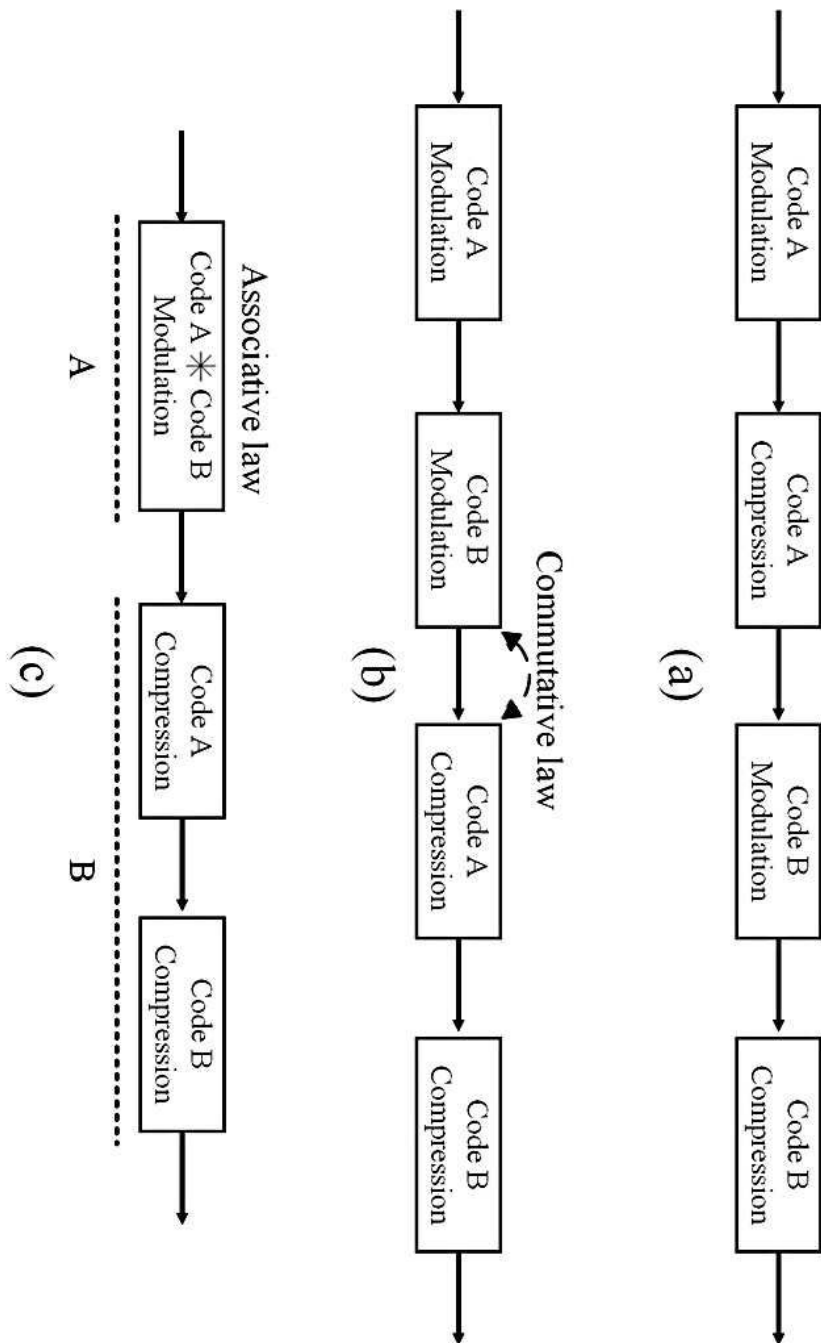 Code A
Modulation
Code A
Compression
Code B
Modulation
Code B
Compression
(a)
Code A
Modulation
Code B
Modulation
Commutative law
Code A
Compression
Code B
Compression
(b)
Associative law
Code A * Code B
Modulation
Code A
Compression
Code B
Compression
A
B
(c)